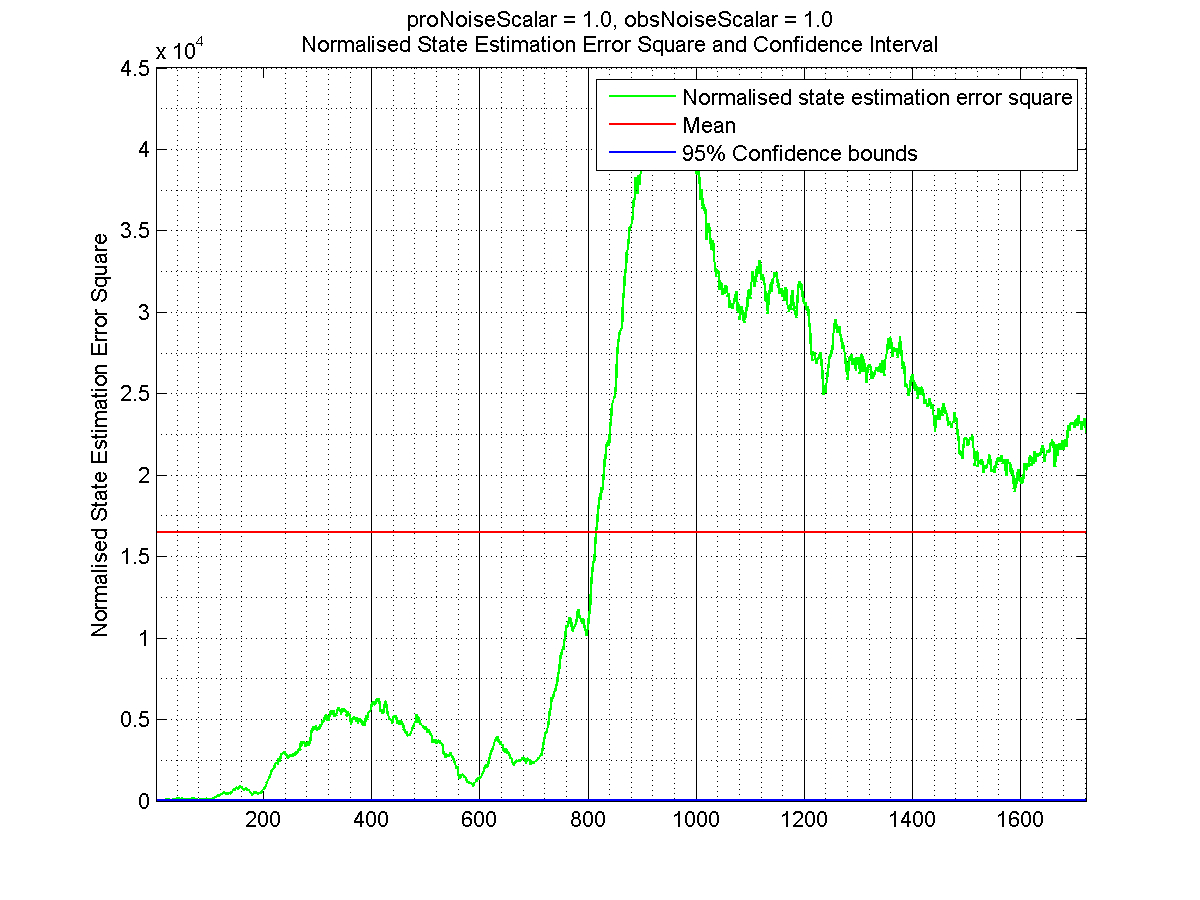 proNoiseScalar = 1.0, obsNoiseScalar = 1.0
Normalised State Estimation Error Square and Confidence Interval
x 10^4
Normalised state estimation error square
Mean
95% Confidence bounds
Normalised State Estimation Error Square
4.5
4
3.5
3
2.5
2
1.5
1
0.5
0
200 400 600 800 1000 1200 1400 1600